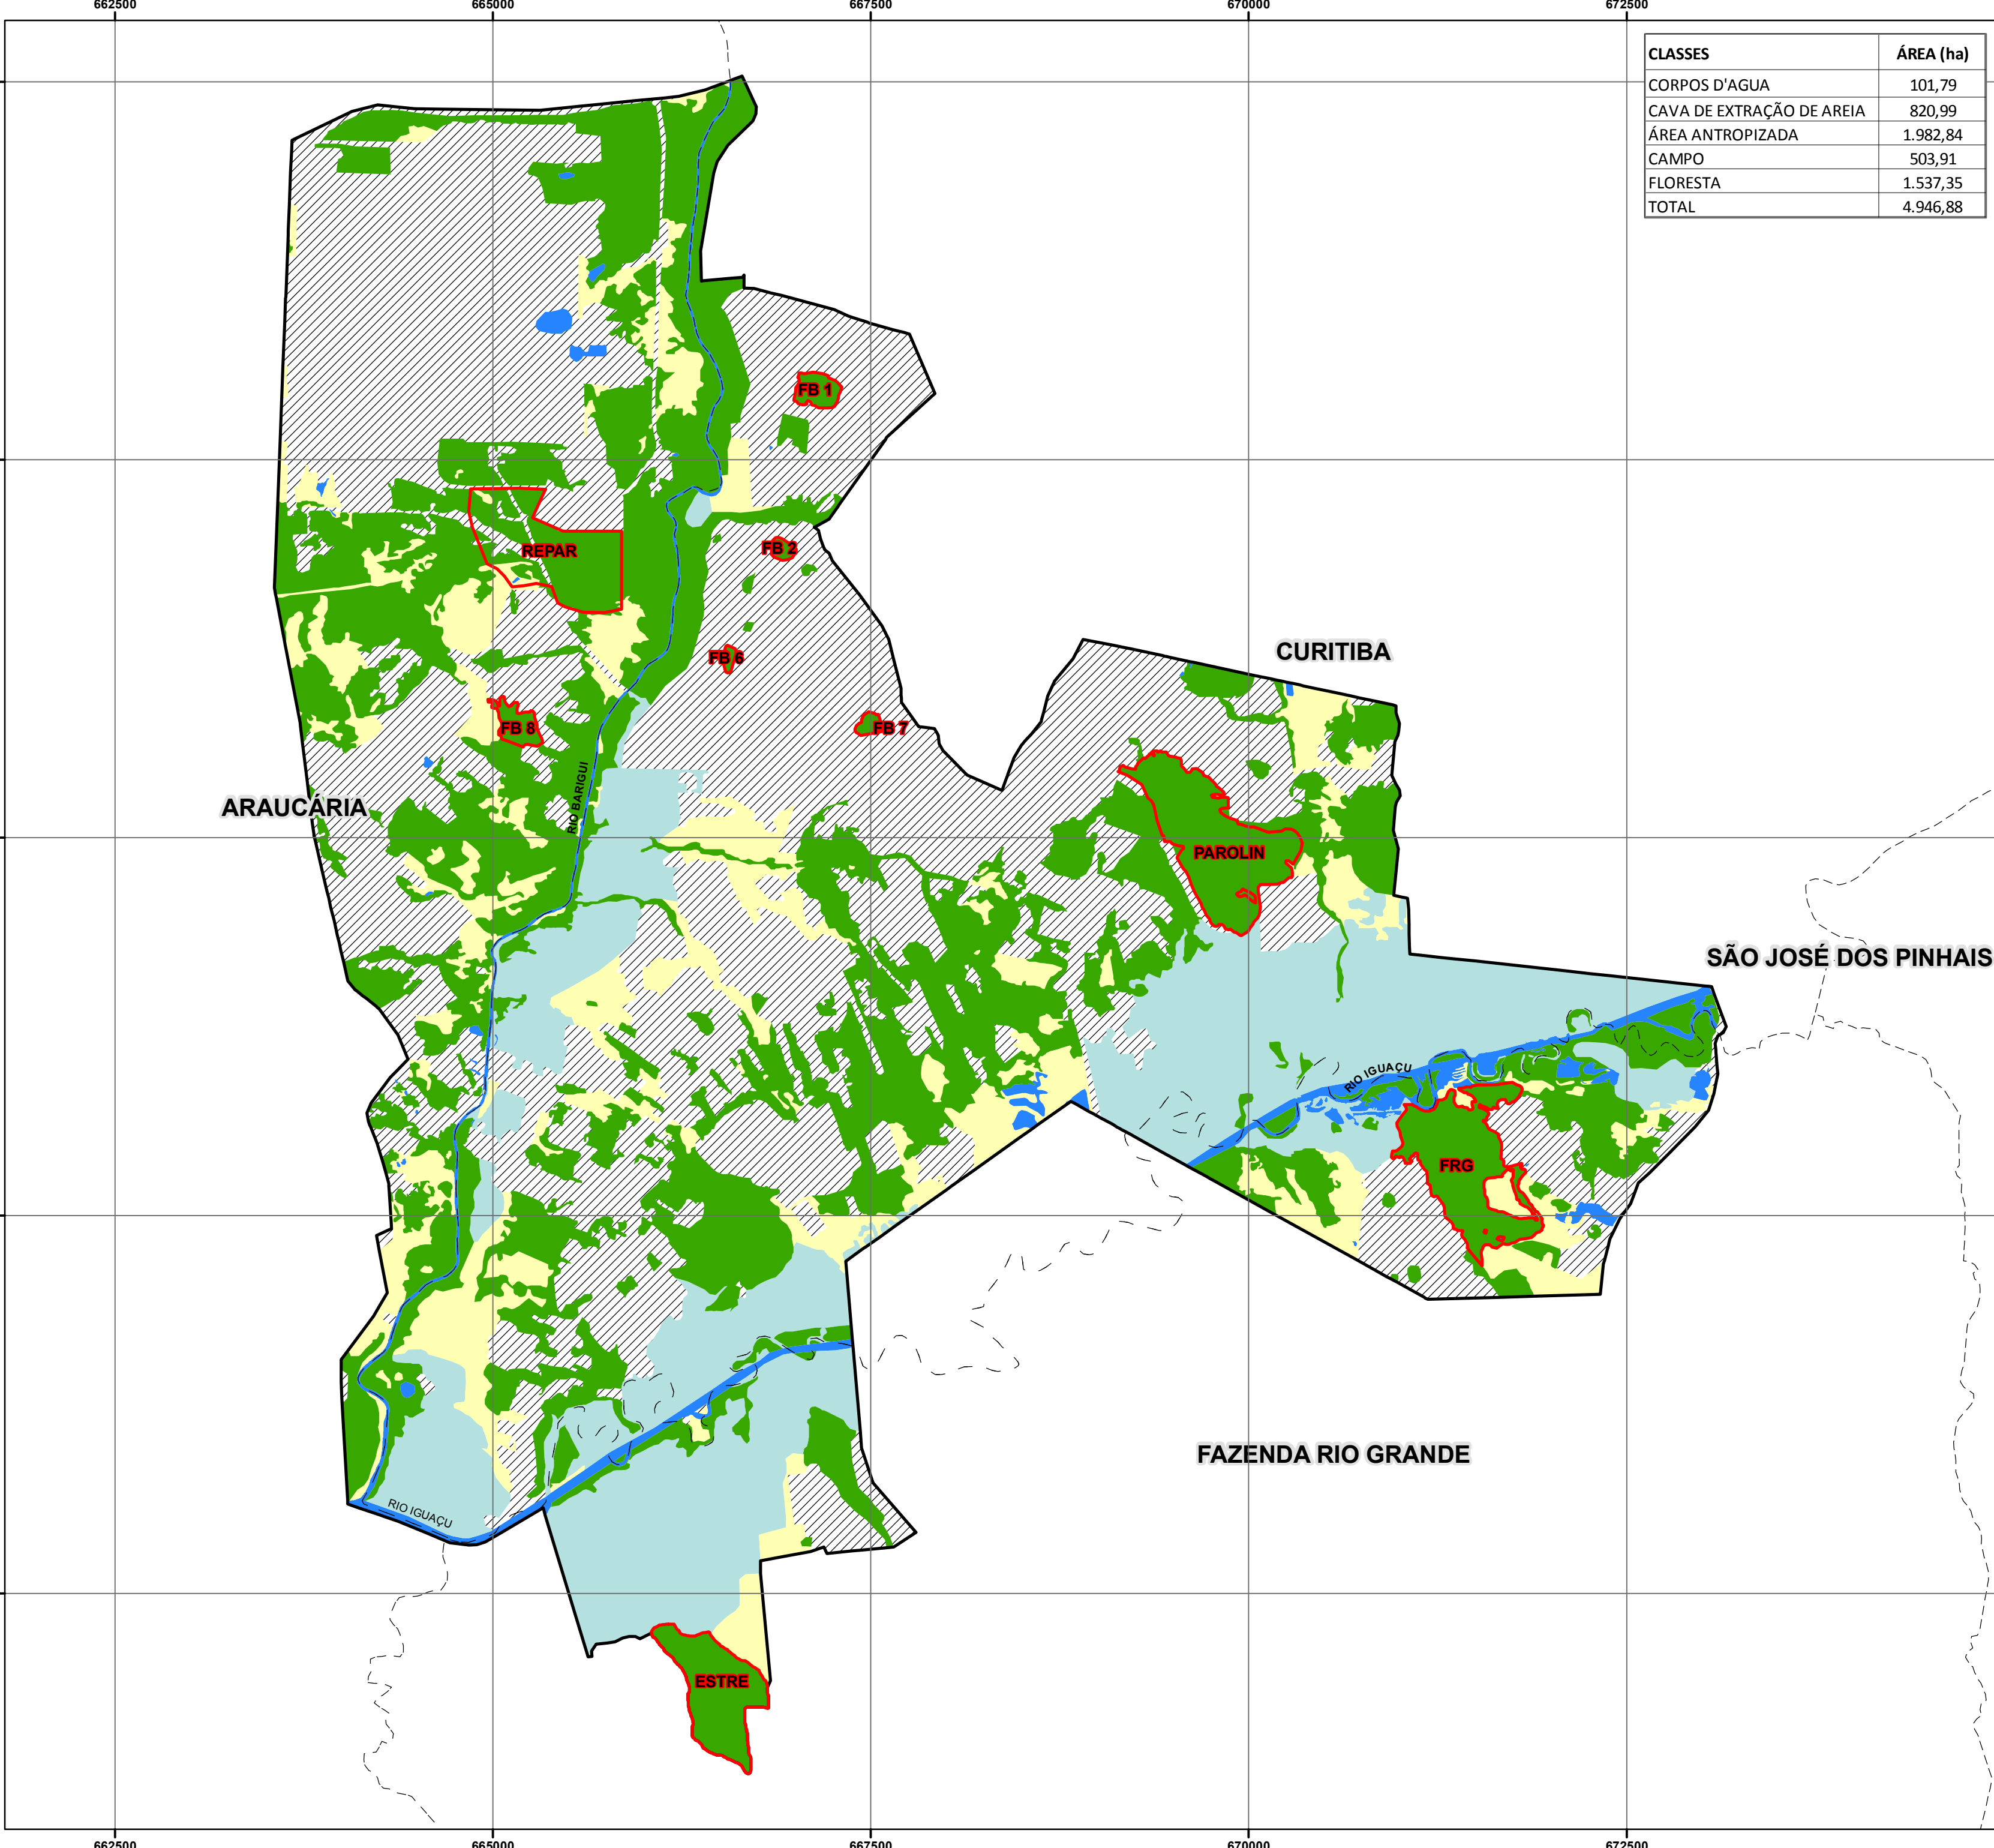 662500 665000 667500 670000 672500
CLASSES ÁREA (ha)
CORPOS D'AGUA 101,79
CAVA DE EXTRAÇÃO DE AREIA 820,99
ÁREA ANTROPIZADA 1.982,84
CAMPO 503,91
FLORESTA 1.537,35
TOTAL 4.946,88
FB 1
REPAR
FB 2
CURITIBA
FB 6
FB 8
FB 7
ARAUCÁRIA
RIO BARIGUI
PAROLIN
SÃO JOSÉ DOS PINHAIS
RIO IGUAÇU
FRG
FAZENDA RIO GRANDE
RIO IGUAÇU
ESTRE
662500 665000 667500 670000 672500